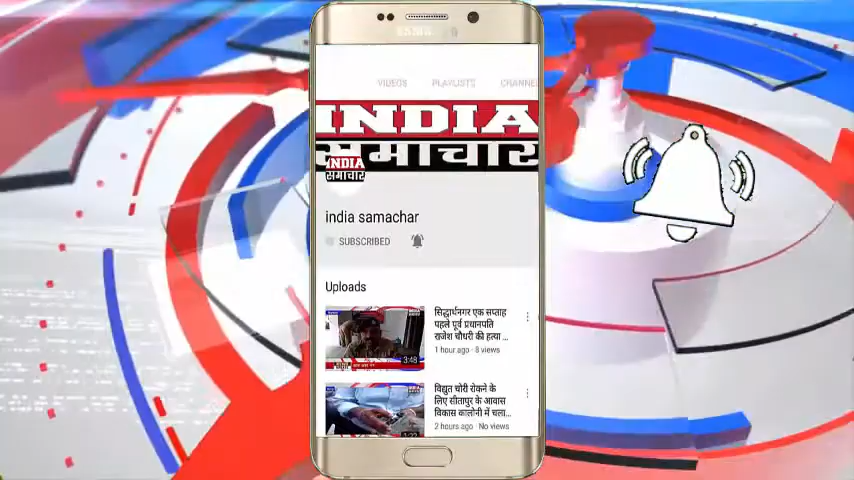 SAMSUNG
VIDEOS PLAYLISTS CHANNEL
INDIA
समाचार
INDIA
समाचार
india samachar
SUBSCRIBED
Uploads
सिद्धार्थनगर एक सप्ताह
पहले पूर्व प्रधानपति
राजेश चौधरी की हत्या ...
1 hour ago · 8 views
3:48
विद्युत चोरी रोकने के
लिए सीतापुर के आवास
विकास कालोनी में चला...
2 hours ago · No views